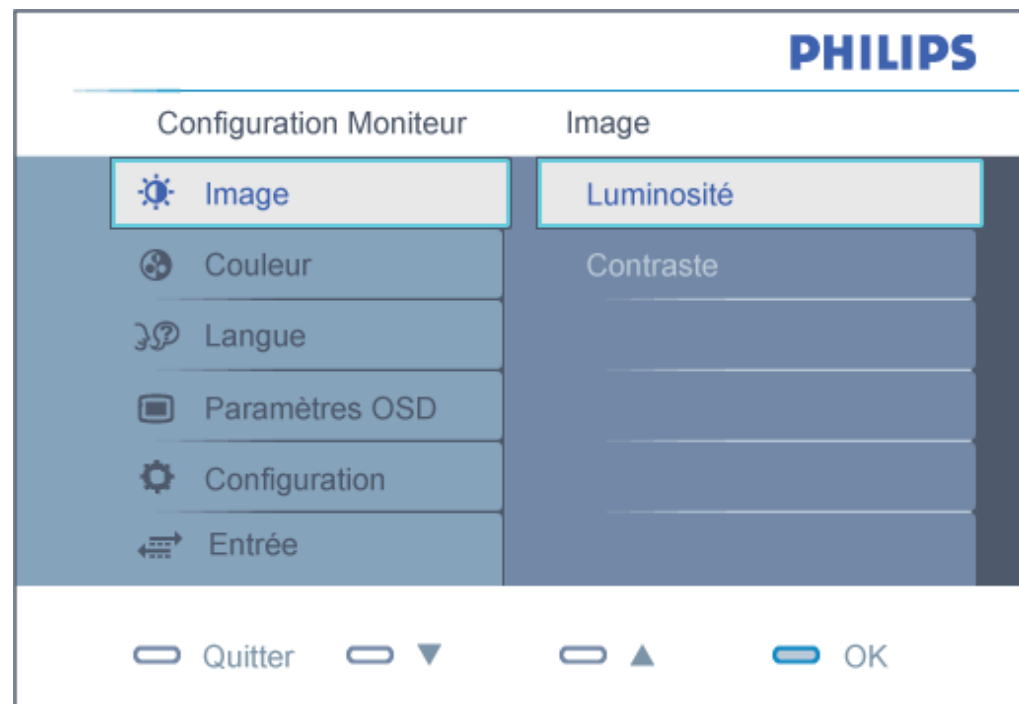 PHILIPS
Configuration Moniteur Image
Image Luminosité
Couleur Contraste
Langue
Paramètres OSD
Configuration
Entrée
Quitter ▼ ▲ OK